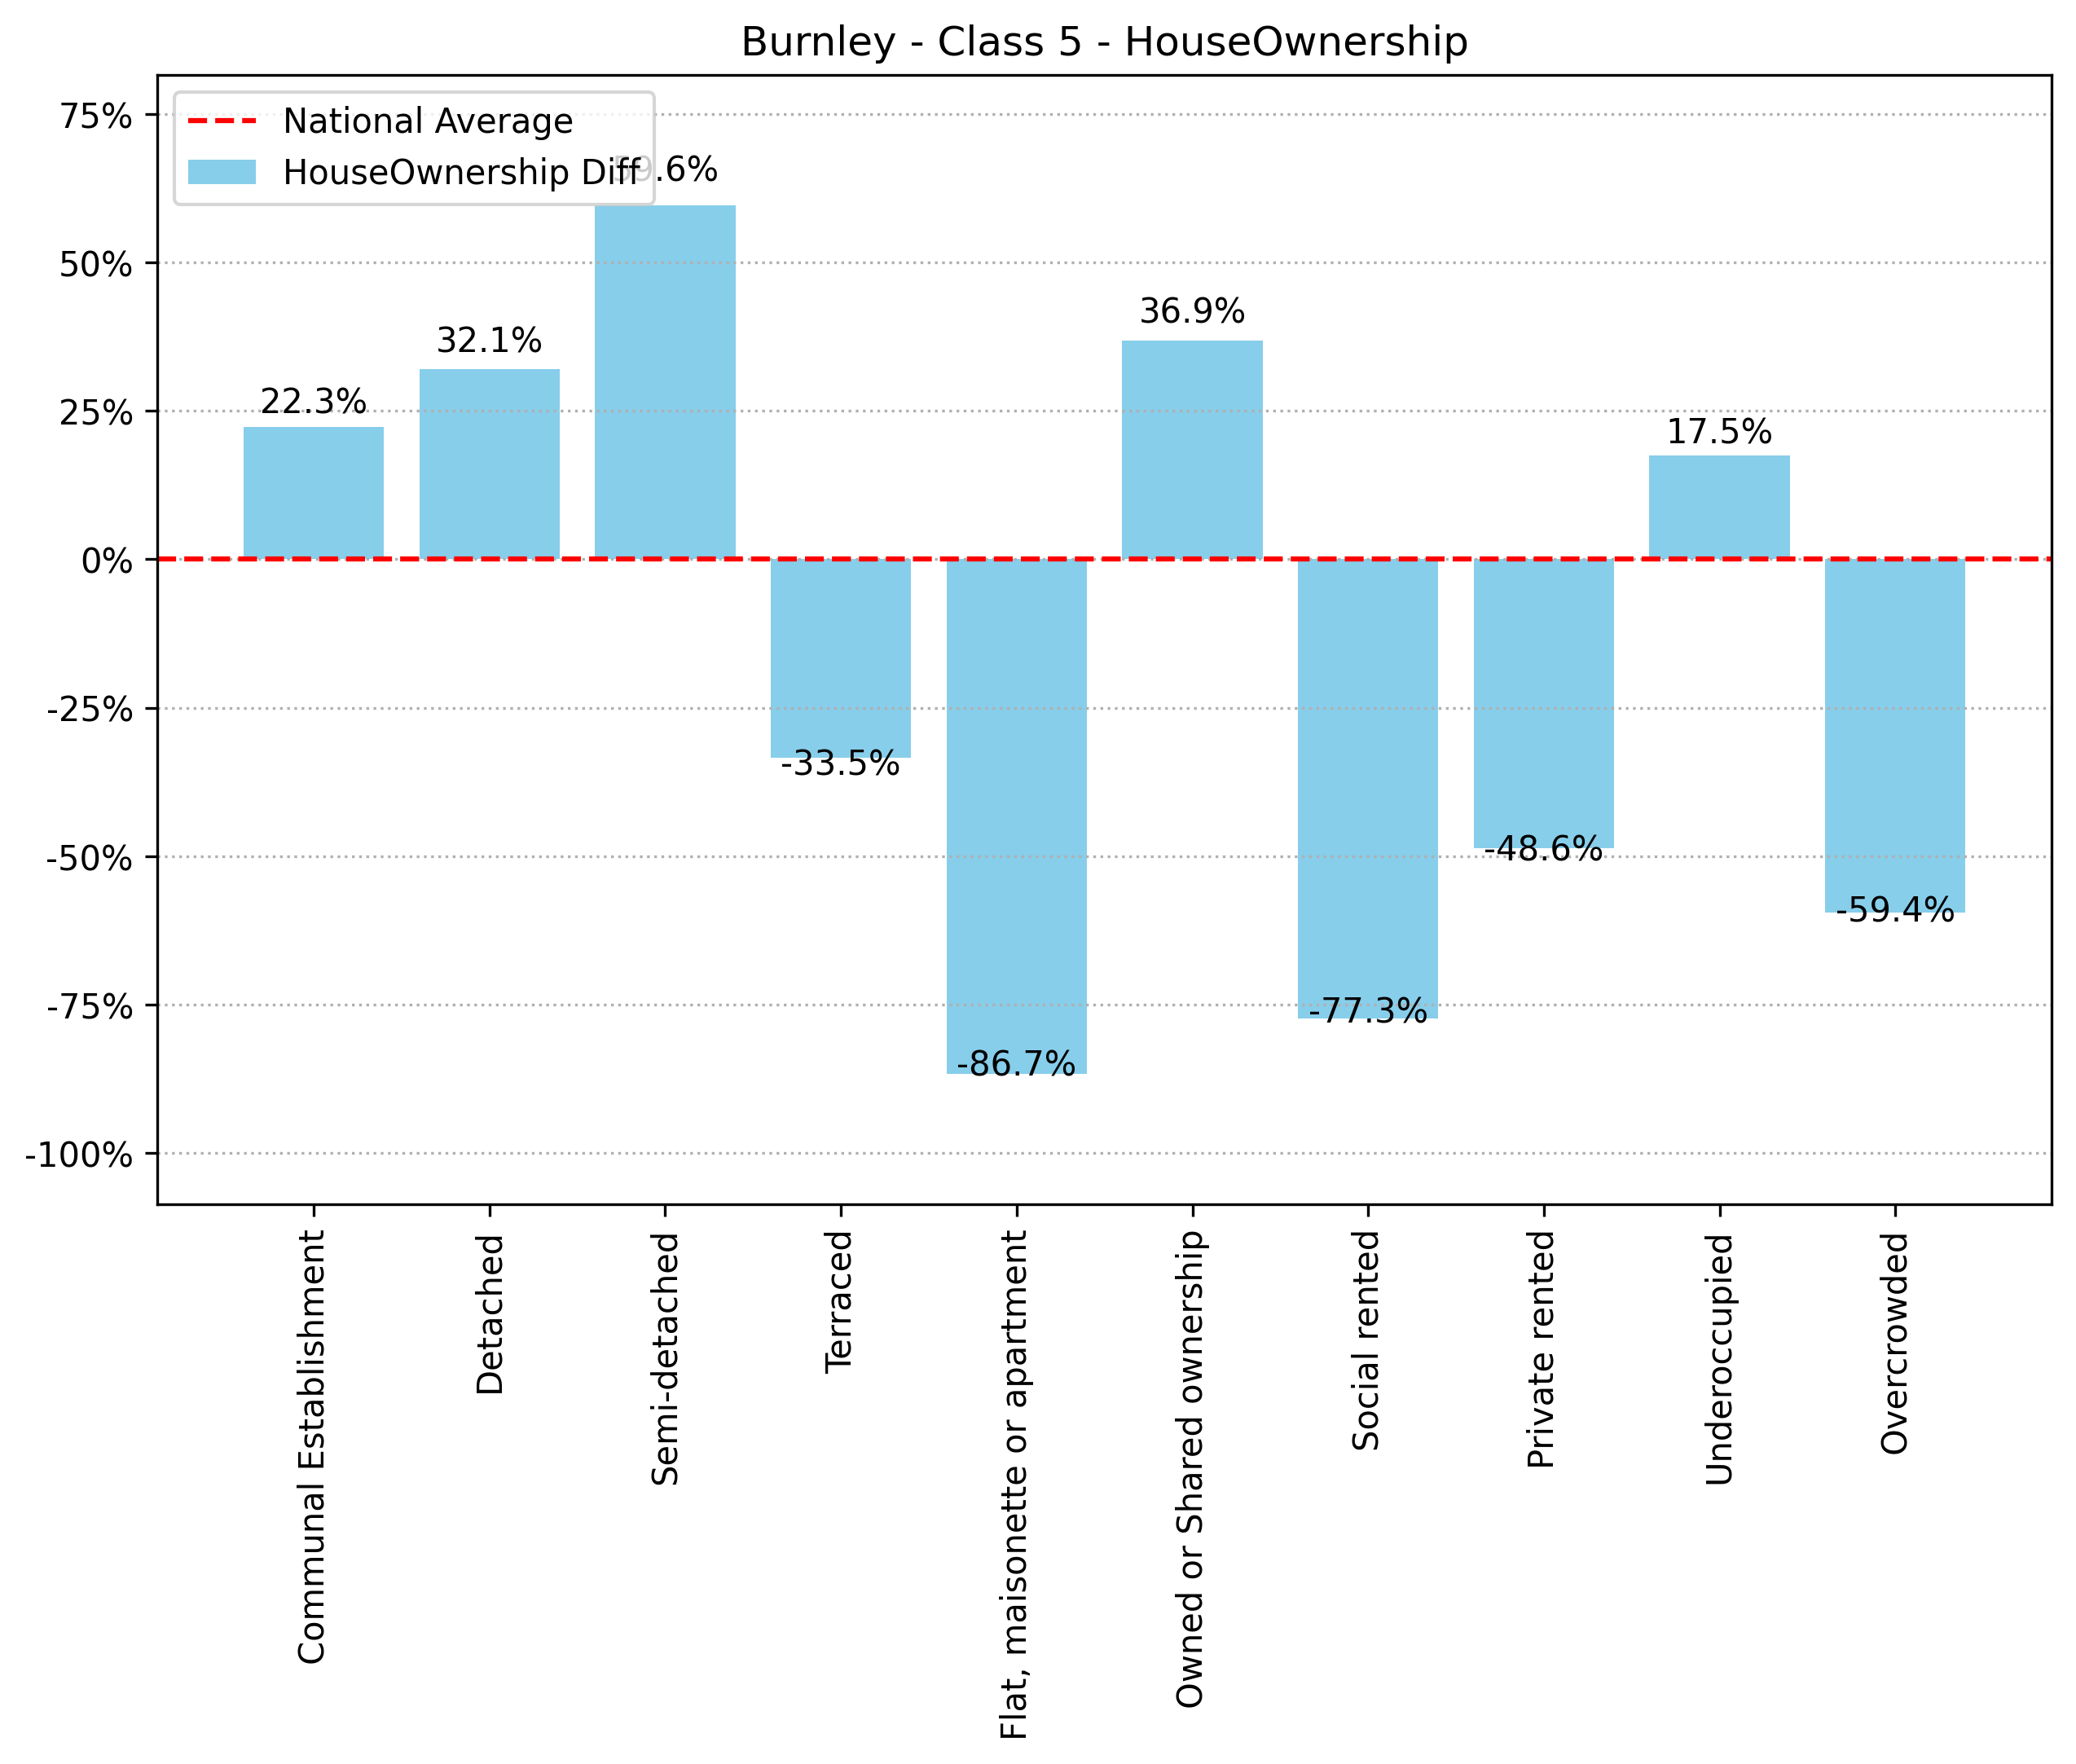 Burnley - Class 5 - HouseOwnership
National Average
HouseOwnership Diff
75%
50%
25%
0%
-25%
-50%
-75%
-100%
22.3%
32.1%
59.6%
-33.5%
-86.7%
36.9%
-77.3%
-48.6%
17.5%
-59.4%
Communal Establishment
Detached
Semi-detached
Terraced
Flat, maisonette or apartment
Owned or Shared ownership
Social rented
Private rented
Underoccupied
Overcrowded